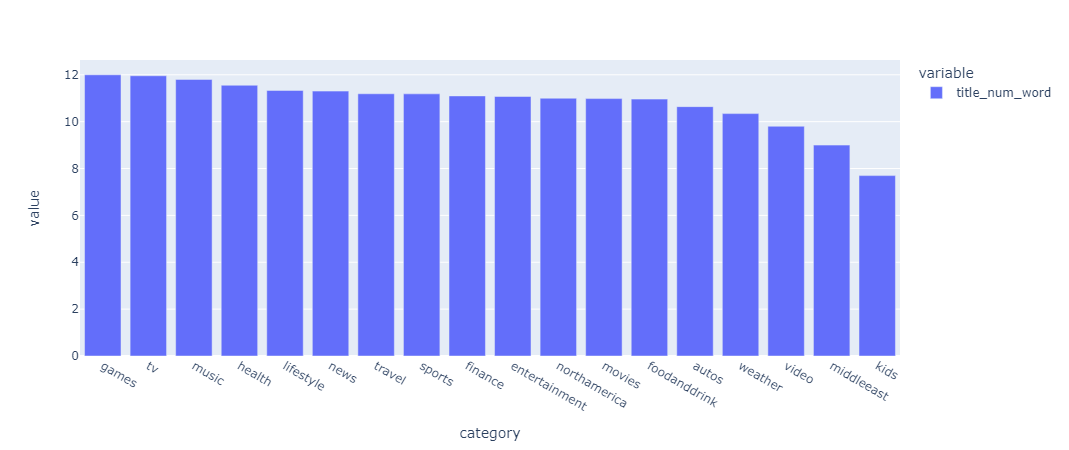 variable
title_num_word
value
12
10
8
6
4
2
0
games
tv
music
health
lifestyle
news
travel
sports
finance
entertainment
northamerica
movies
foodanddrink
autos
weather
video
middleeast
kids
category